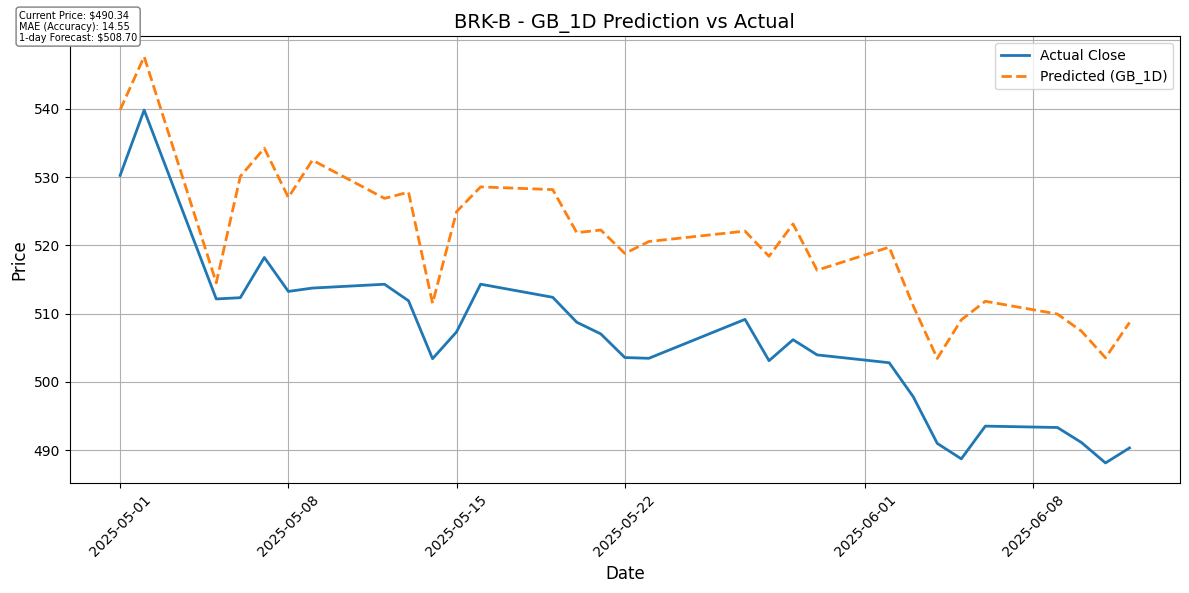 BRK-B - GB_1D Prediction vs Actual
Current Price: $490.34
MAE (Accuracy): 14.55
1-day Forecast: $508.70
Actual Close
Predicted (GB_1D)
Price
540
530
520
510
500
490
2025-05-01
2025-05-08
2025-05-15
2025-05-22
2025-06-01
2025-06-08
Date